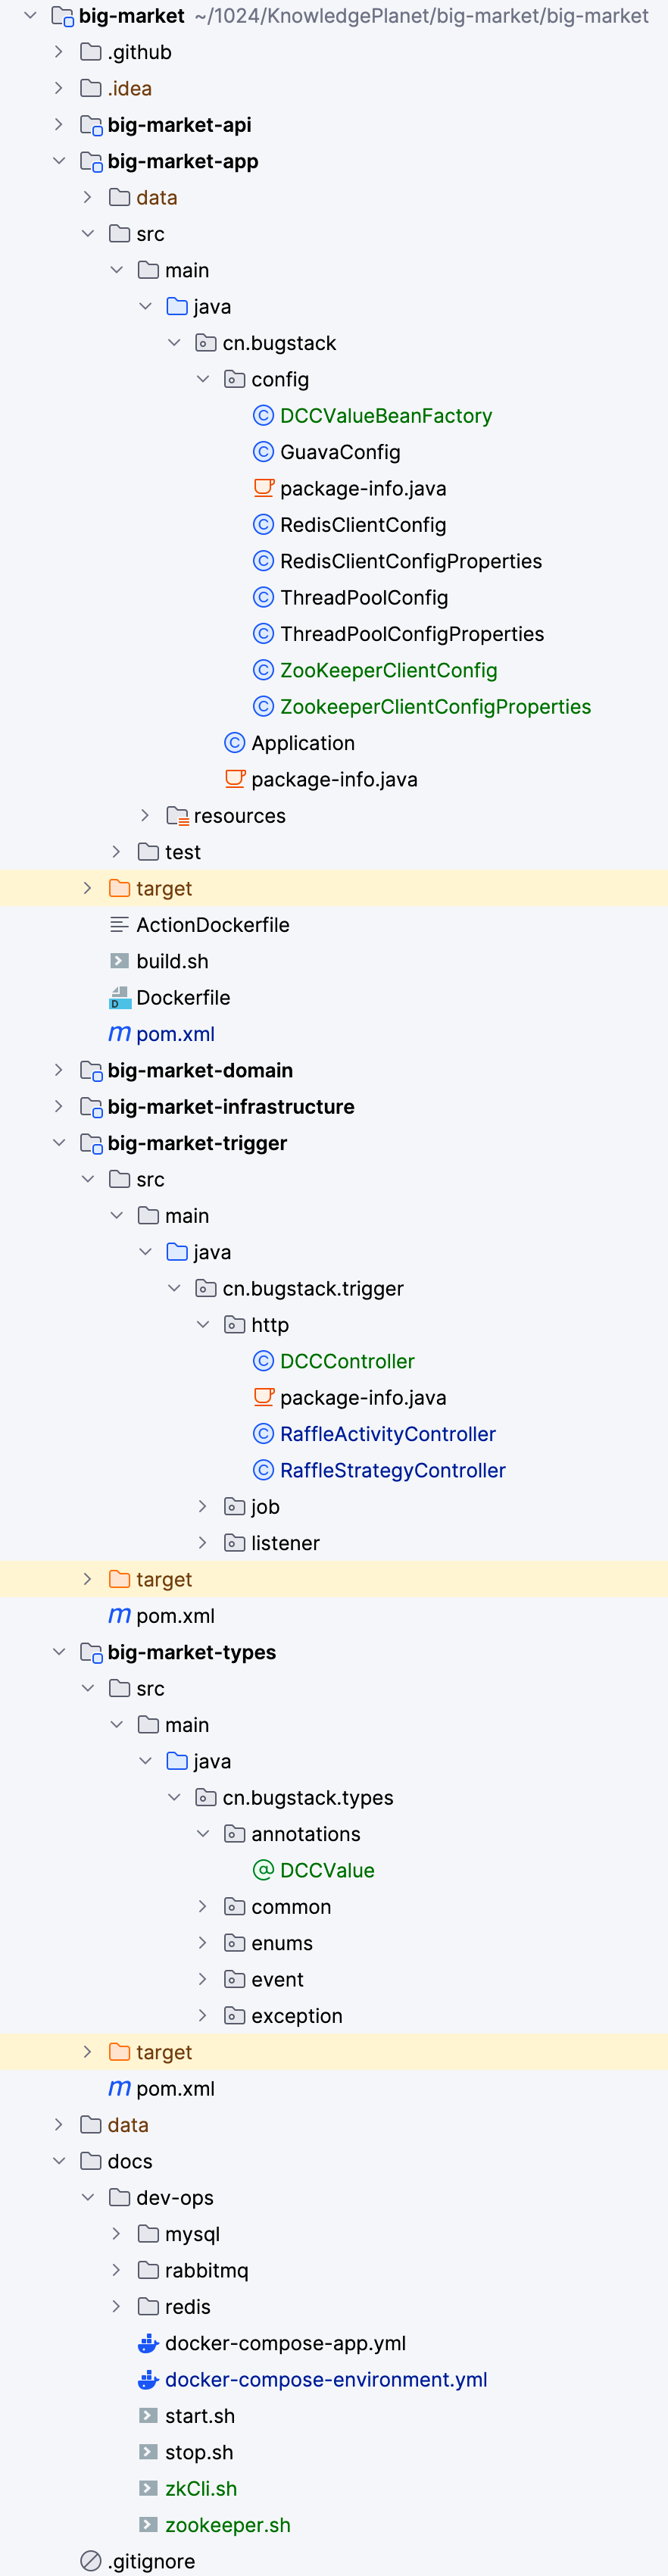 big-market ~/1024/KnowledgePlanet/big-market/big-market
.github
.idea
big-market-api
big-market-app
data
src
main
java
cn.bugstack
config
DCCValueBeanFactory
GuavaConfig
package-info.java
RedisClientConfig
RedisClientConfigProperties
ThreadPoolConfig
ThreadPoolConfigProperties
ZooKeeperClientConfig
ZookeeperClientConfigProperties
Application
package-info.java
resources
test
target
ActionDockerfile
build.sh
Dockerfile
pom.xml
big-market-domain
big-market-infrastructure
big-market-trigger
src
main
java
cn.bugstack.trigger
http
DCCController
package-info.java
RaffleActivityController
RaffleStrategyController
job
listener
target
pom.xml
big-market-types
src
main
java
cn.bugstack.types
annotations
DCCValue
common
enums
event
exception
target
pom.xml
data
docs
dev-ops
mysql
rabbitmq
redis
docker-compose-app.yml
docker-compose-environment.yml
start.sh
stop.sh
zkCli.sh
zookeeper.sh
.gitignore